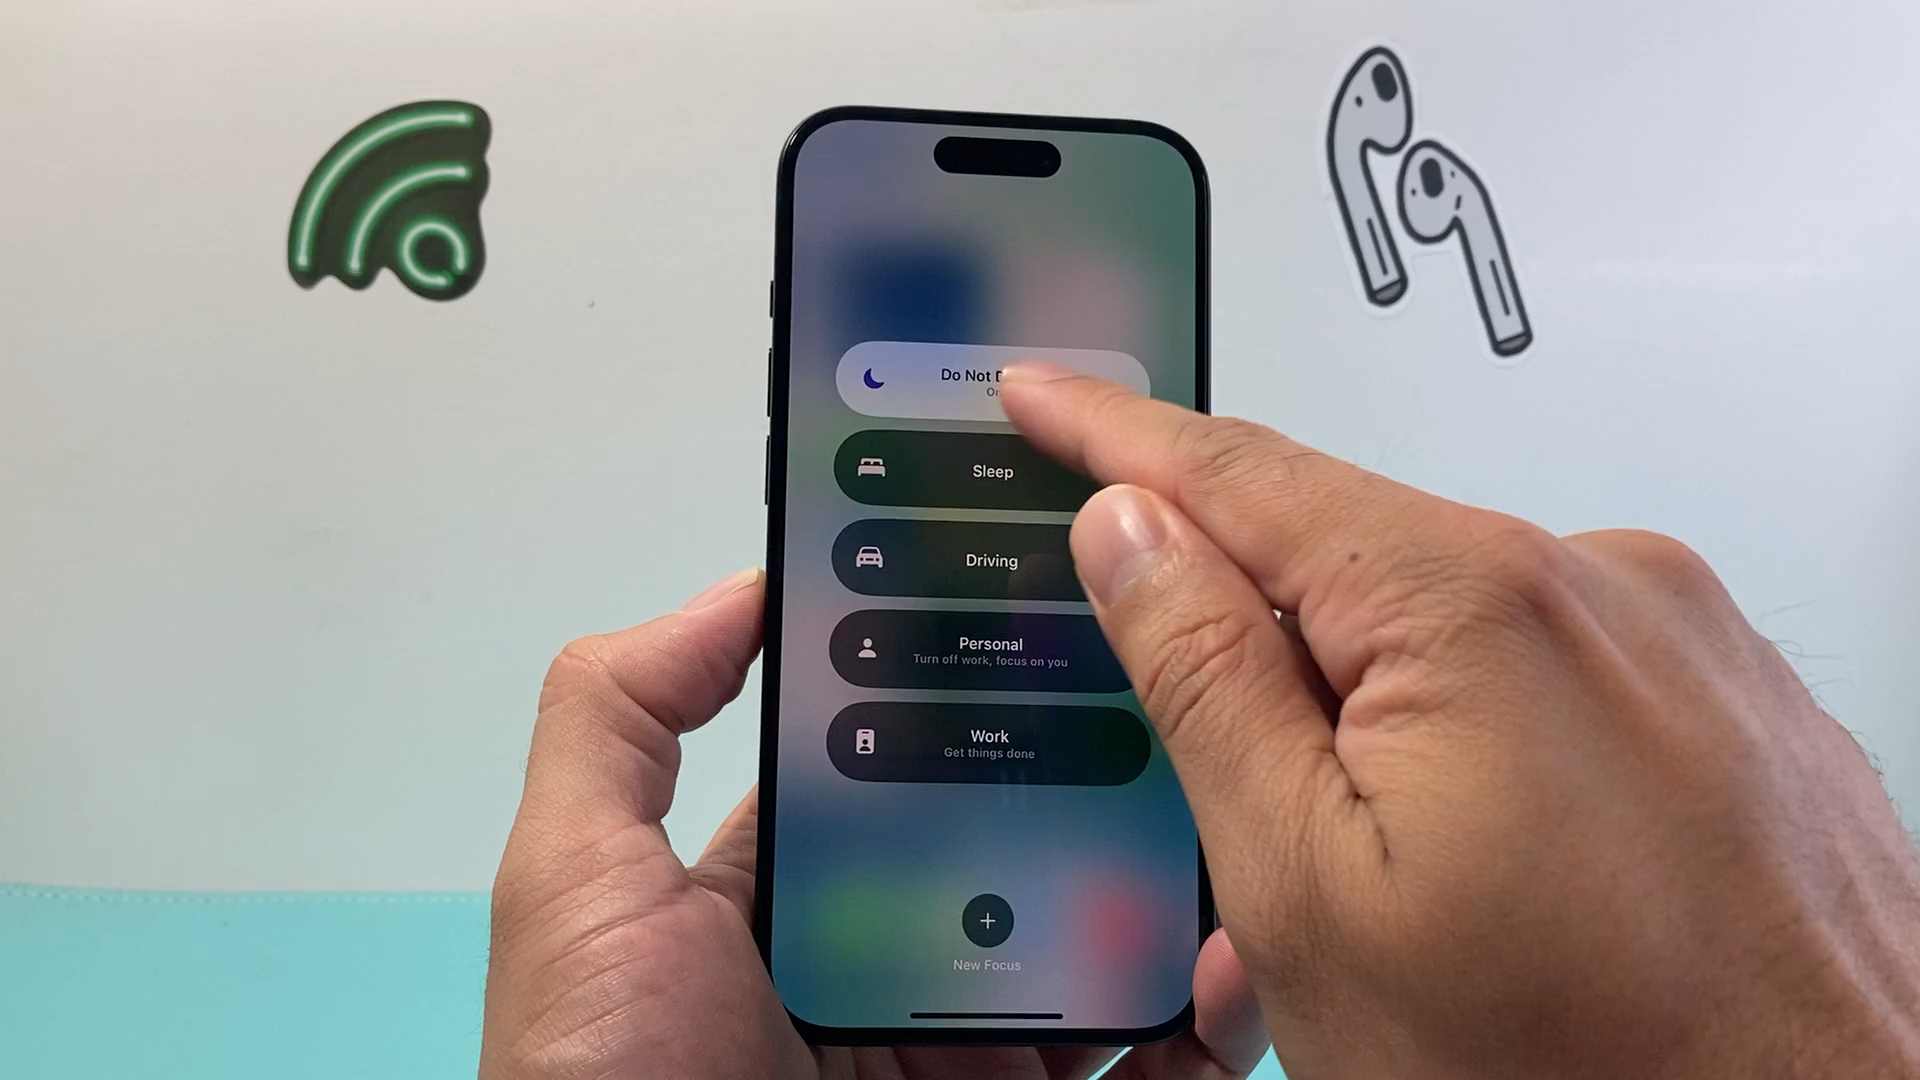 Do Not
Sleep
Driving
Personal
Turn off work, focus on you
Work
Get things done
New Focus